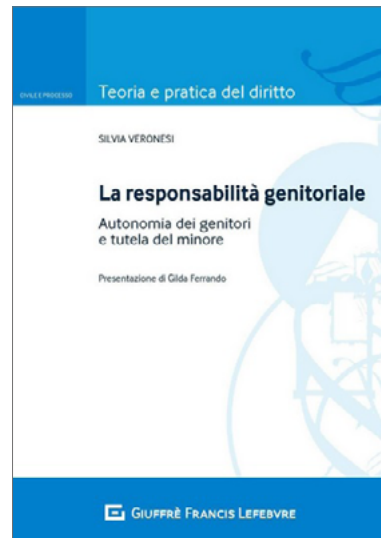 CIVILE E PROCESSO
Teoria e pratica del diritto
SILVIA VERONESI
La responsabilità genitoriale
Autonomia dei genitori
e tutela del minore
Presentazione di Gilda Ferrando
GIUFFRÈ FRANCIS LEFEBVRE